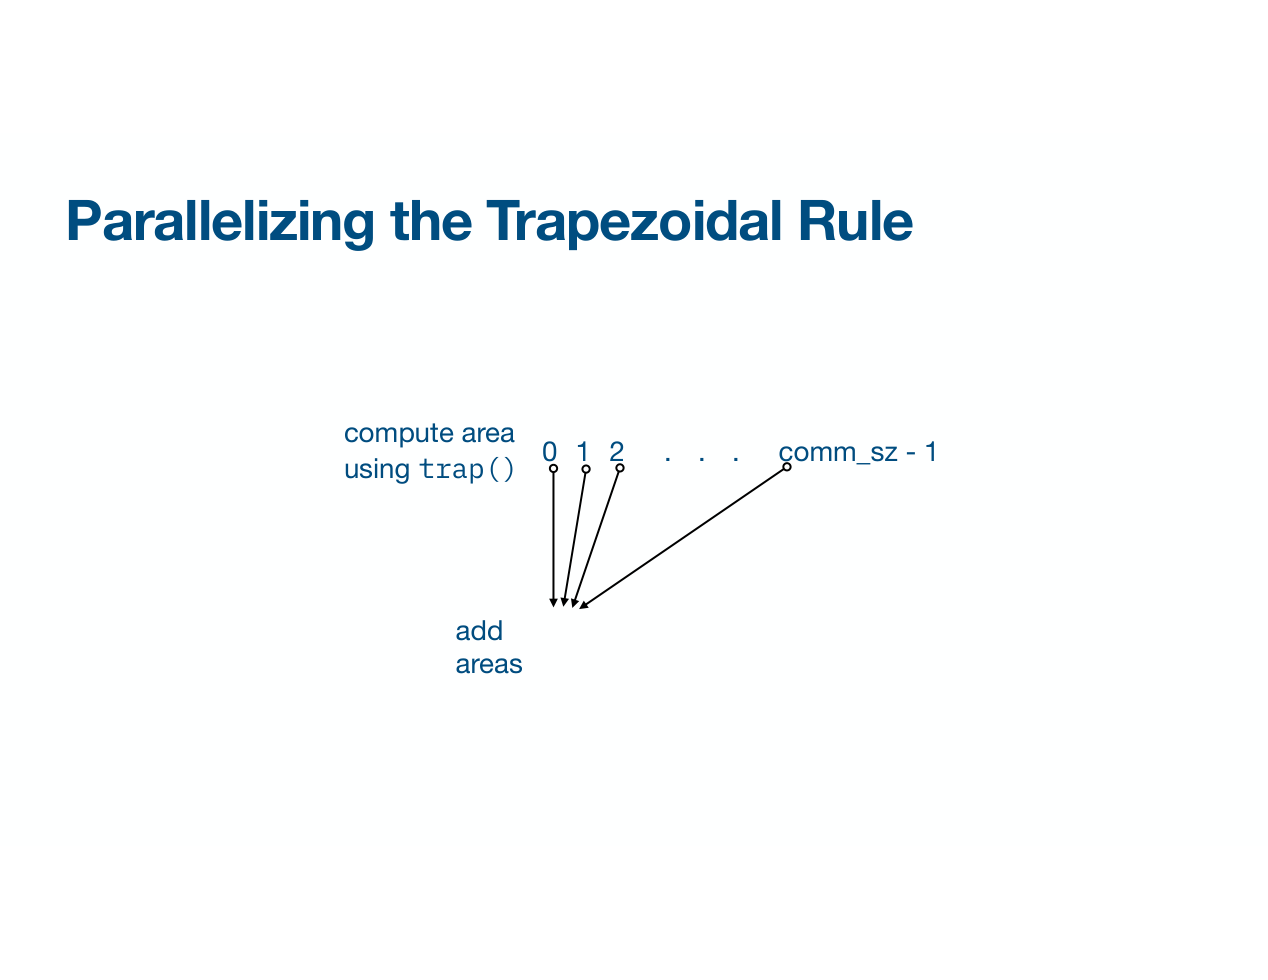 Parallelizing the Trapezoidal Rule
compute area
using trap()
0 1 2 . . . comm_sz - 1
add
areas